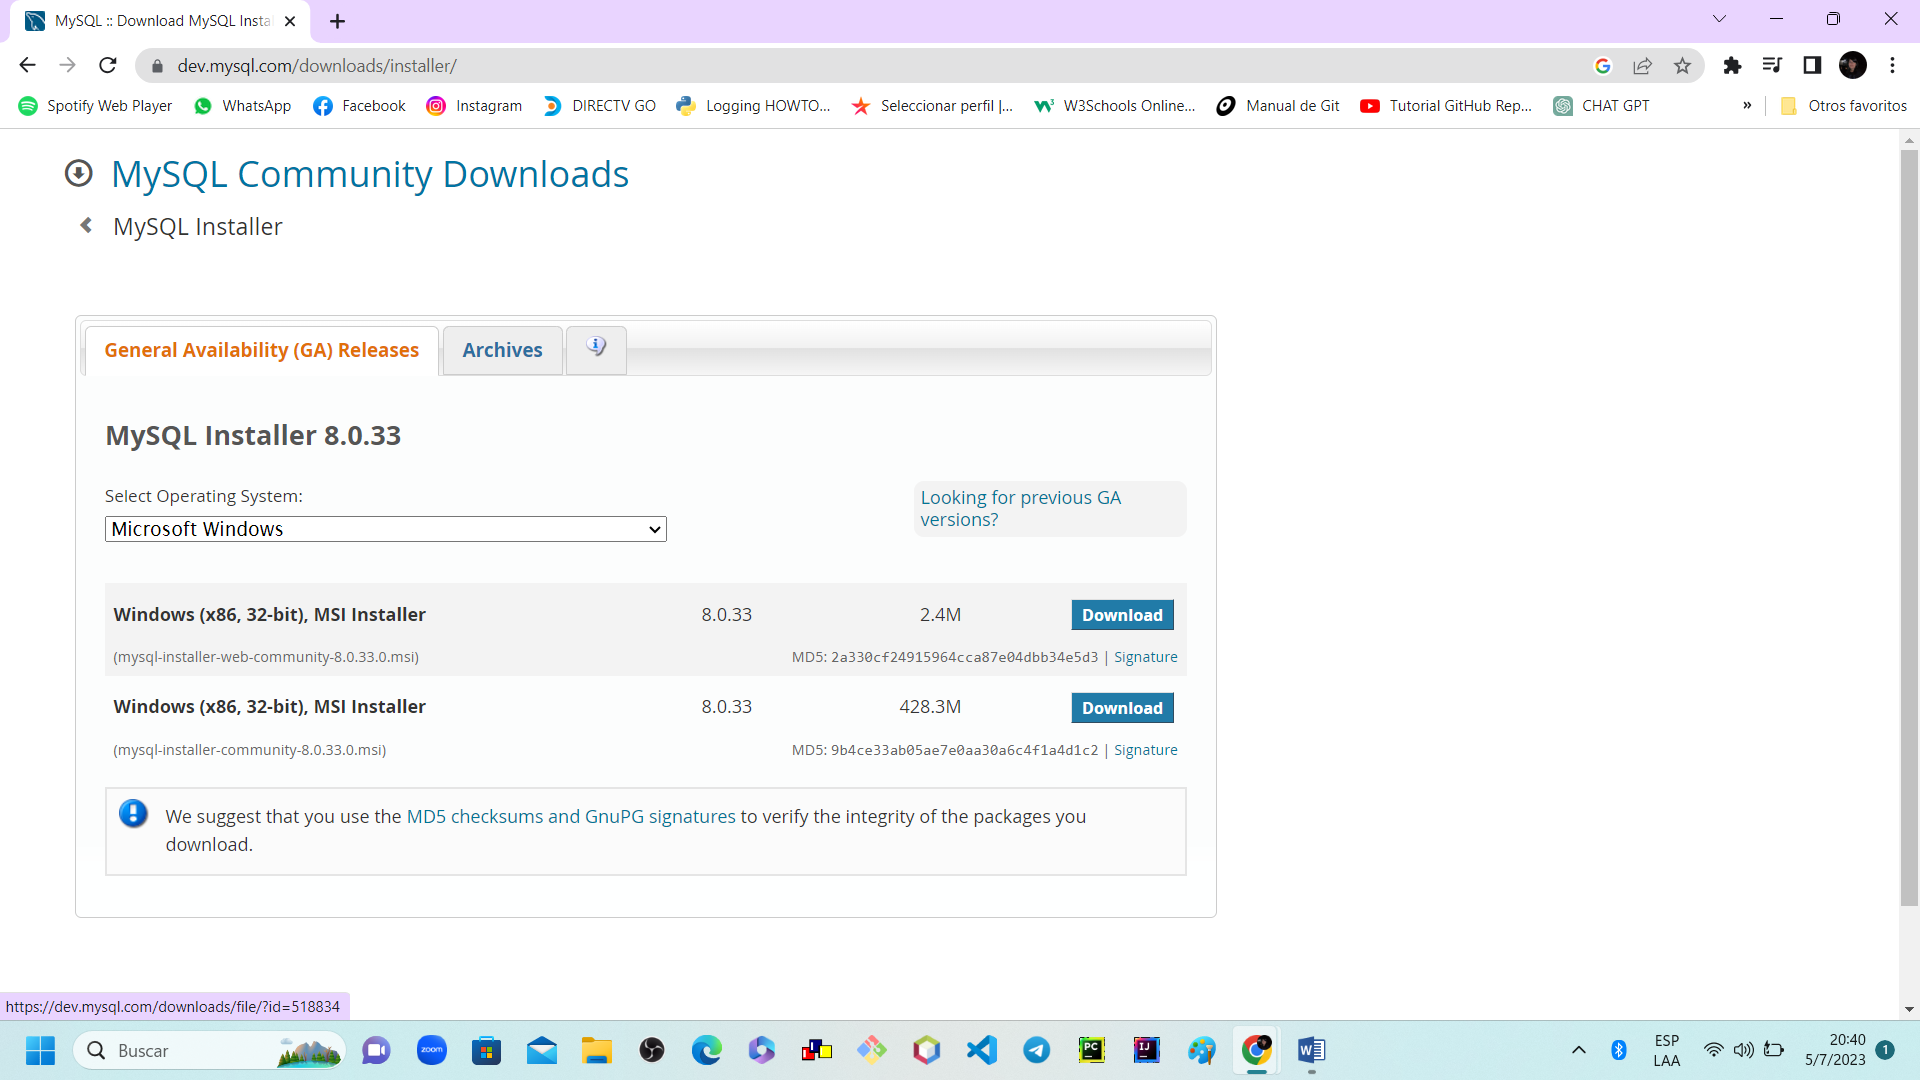 MySQL :: Download MySQL Insta
dev.mysql.com/downloads/installer/
Spotify Web Player WhatsApp Facebook Instagram DIRECTV GO Logging HOWTO... Seleccionar perfil |... W3Schools Online... Manual de Git Tutorial GitHub Rep... CHAT GPT » Otros favoritos
MySQL Community Downloads
MySQL Installer
General Availability (GA) Releases Archives
MySQL Installer 8.0.33
Select Operating System:
Microsoft Windows
Looking for previous GA
versions?
Windows (x86, 32-bit), MSI Installer 8.0.33 2.4M Download
(mysql-installer-web-community-8.0.33.0.msi) MD5: 2a330cf24915964cca87e04dbb34e5d3 | Signature
Windows (x86, 32-bit), MSI Installer 8.0.33 428.3M Download
(mysql-installer-community-8.0.33.0.msi) MD5: 9b4ce33ab05ae7e0aa30a6c4f1a4d1c2 | Signature
We suggest that you use the MD5 checksums and GnuPG signatures to verify the integrity of the packages you
download.
https://dev.mysql.com/downloads/file/?id=518834
Buscar
zoom
PC
IJ
ESP
LAA
20:40
5/7/2023
1